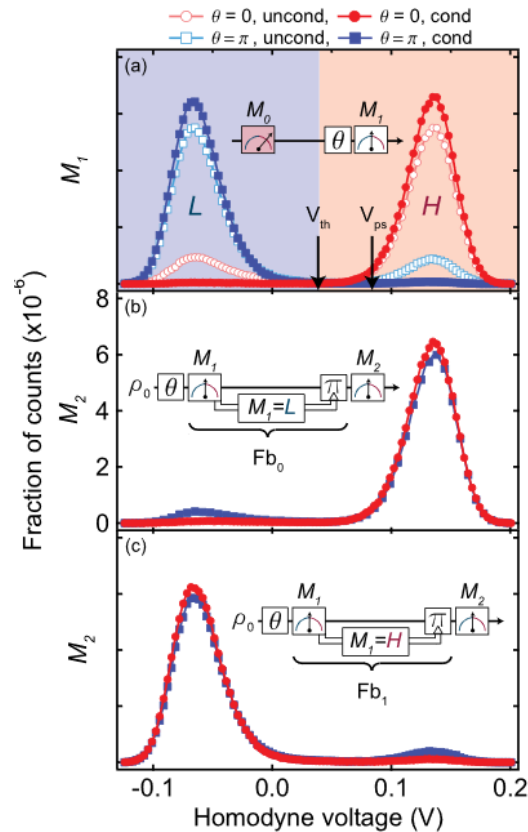 θ = 0, uncond, θ = 0, cond
θ = π, uncond, θ = π, cond
(a)
M₀ M₁
θ
M₁
L
V_th V_ps
H
(b)
8
6
4
2
0
M₁ M₂
ρ₀ θ π
M₁=L
Fb₀
M₂
Fraction of counts (x10⁻⁶)
(c)
M₁ M₂
ρ₀ θ π
M₁=H
Fb₁
M₂
-0.1 0.0 0.1 0.2
Homodyne voltage (V)